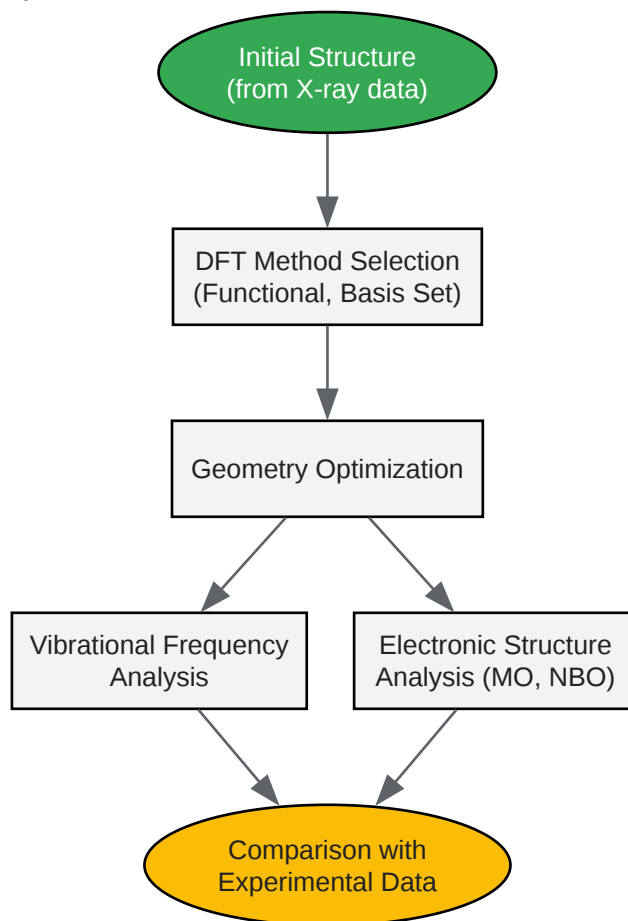 Initial Structure
(from X-ray data)
DFT Method Selection
(Functional, Basis Set)
Geometry Optimization
Vibrational Frequency
Analysis
Electronic Structure
Analysis (MO, NBO)
Comparison with
Experimental Data